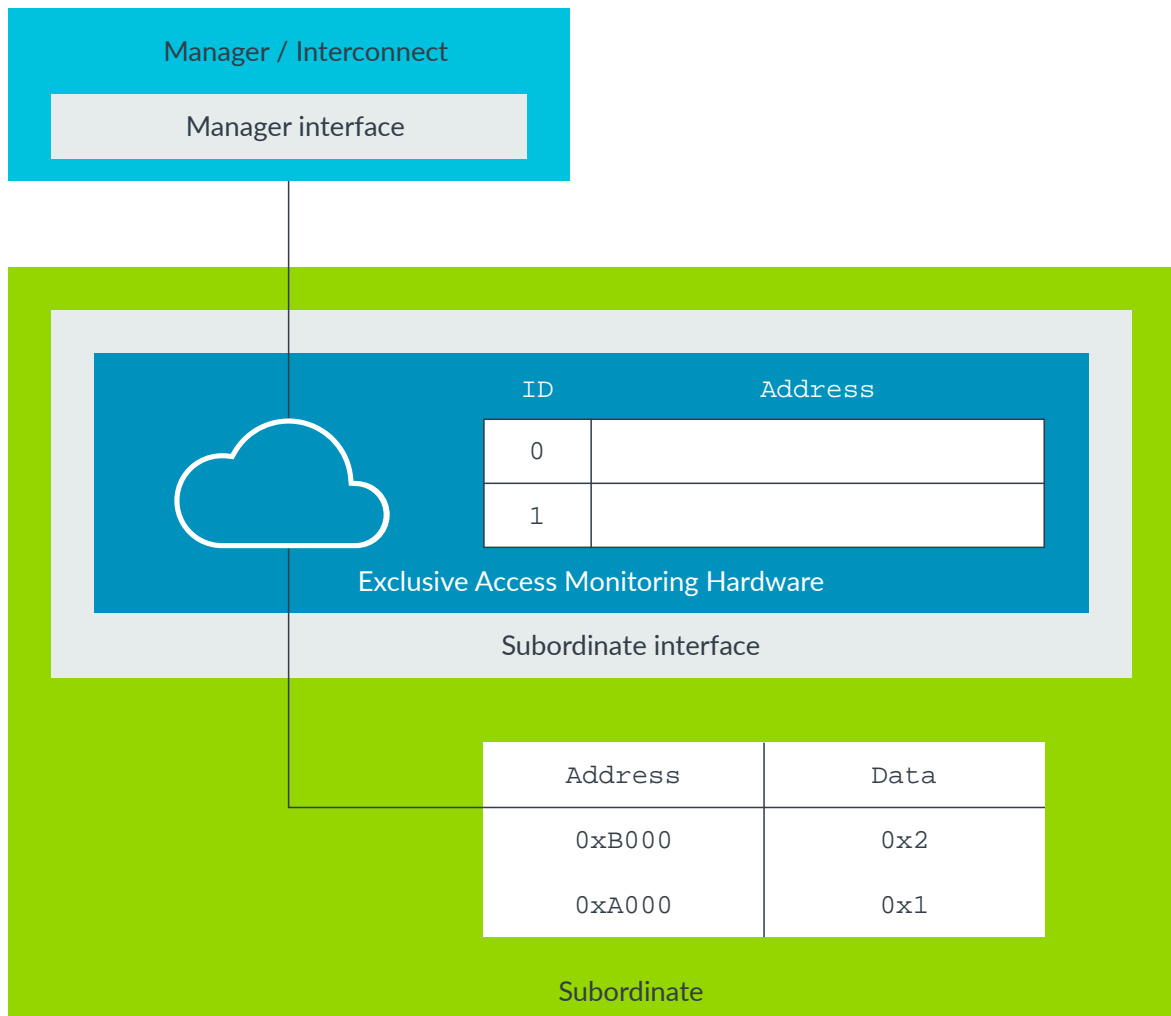 Manager / Interconnect
Manager interface
ID Address
0
1
Exclusive Access Monitoring Hardware
Subordinate interface
Address Data
0xB000 0x2
0xA000 0x1
Subordinate